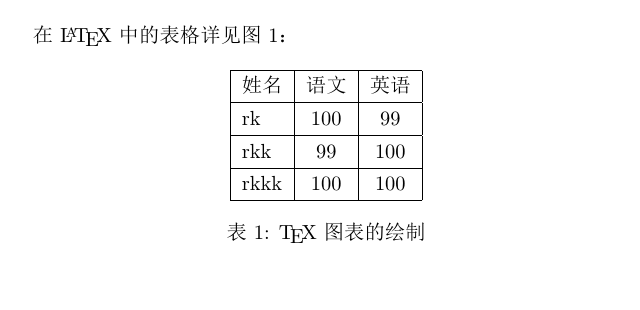 在 LATEX 中的表格详见图 1：
姓名 语文 英语
rk 100 99
rkk 99 100
rkkk 100 100
表 1: TEX 图表的绘制